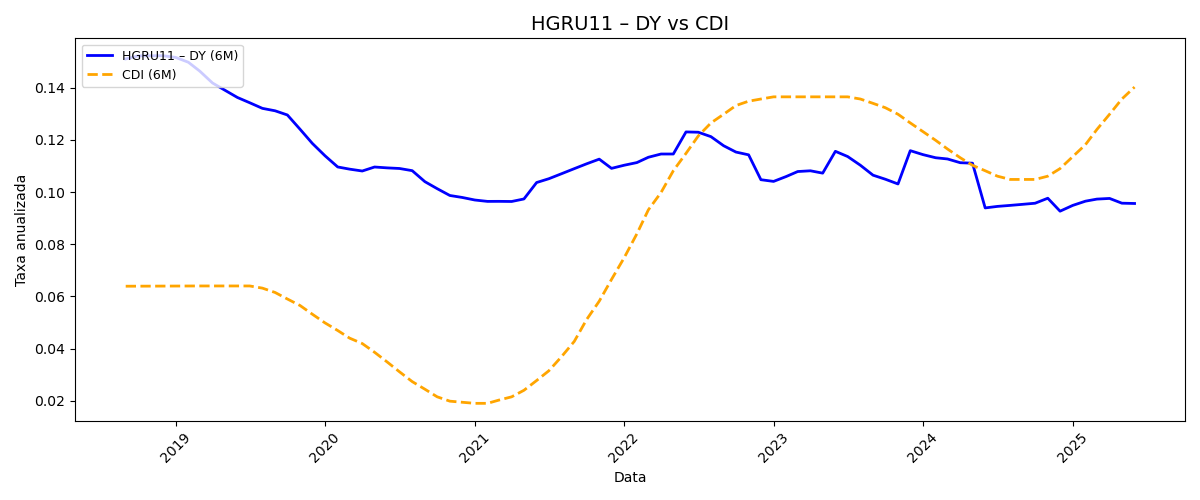 HGRU11 – DY vs CDI
HGRU11 – DY (6M)
CDI (6M)
Taxa anualizada
0.14
0.12
0.10
0.08
0.06
0.04
0.02
2019 2020 2021 2022 2023 2024 2025
Data